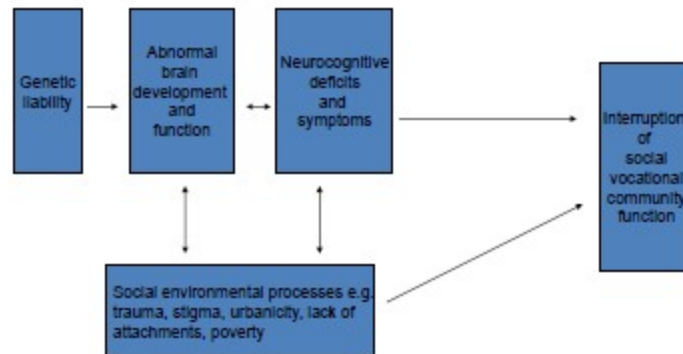 Genetic
liability
Abnormal
brain
development
and
function
Neurocognitive
deficits
and
symptoms
Interruption
of
social
vocational
community
function
Social environmental processes e.g.
trauma, stigma, urbanicity, lack of
attachments, poverty